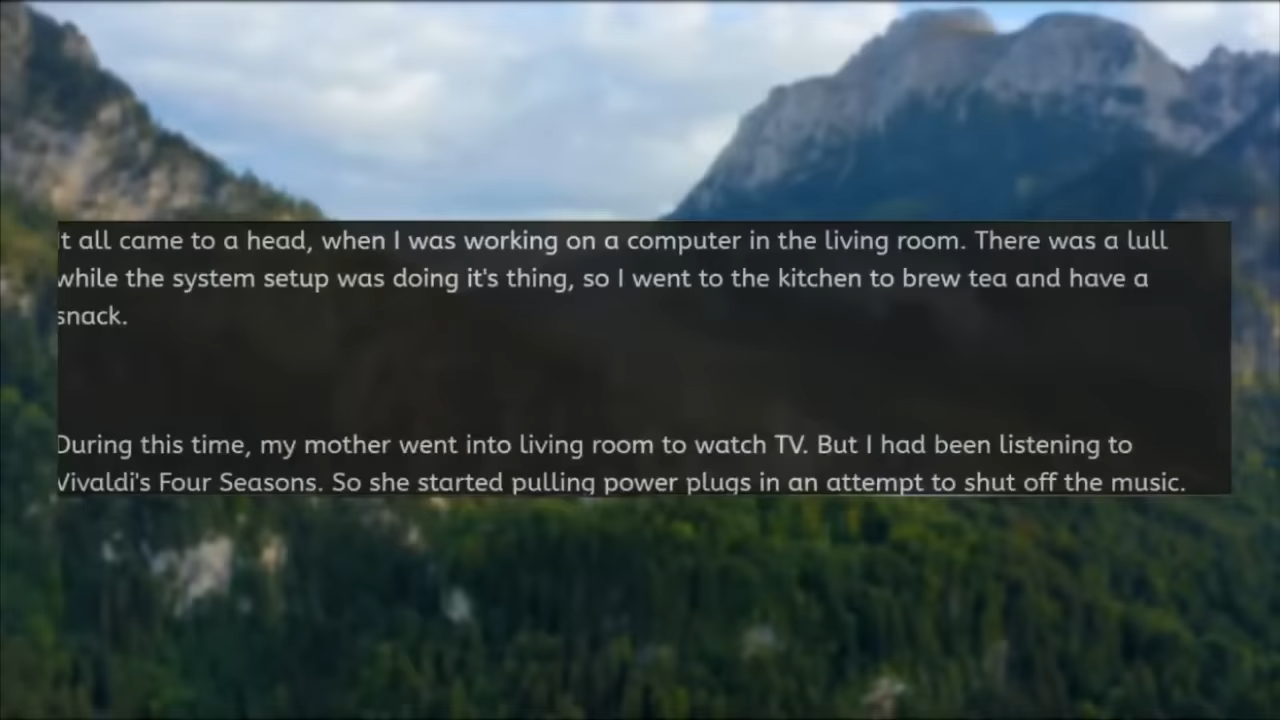 It all came to a head, when I was working on a computer in the living room. There was a lull
while the system setup was doing it's thing, so I went to the kitchen to brew tea and have a
snack.
During this time, my mother went into living room to watch TV. But I had been listening to
Vivaldi's Four Seasons. So she started pulling power plugs in an attempt to shut off the music.